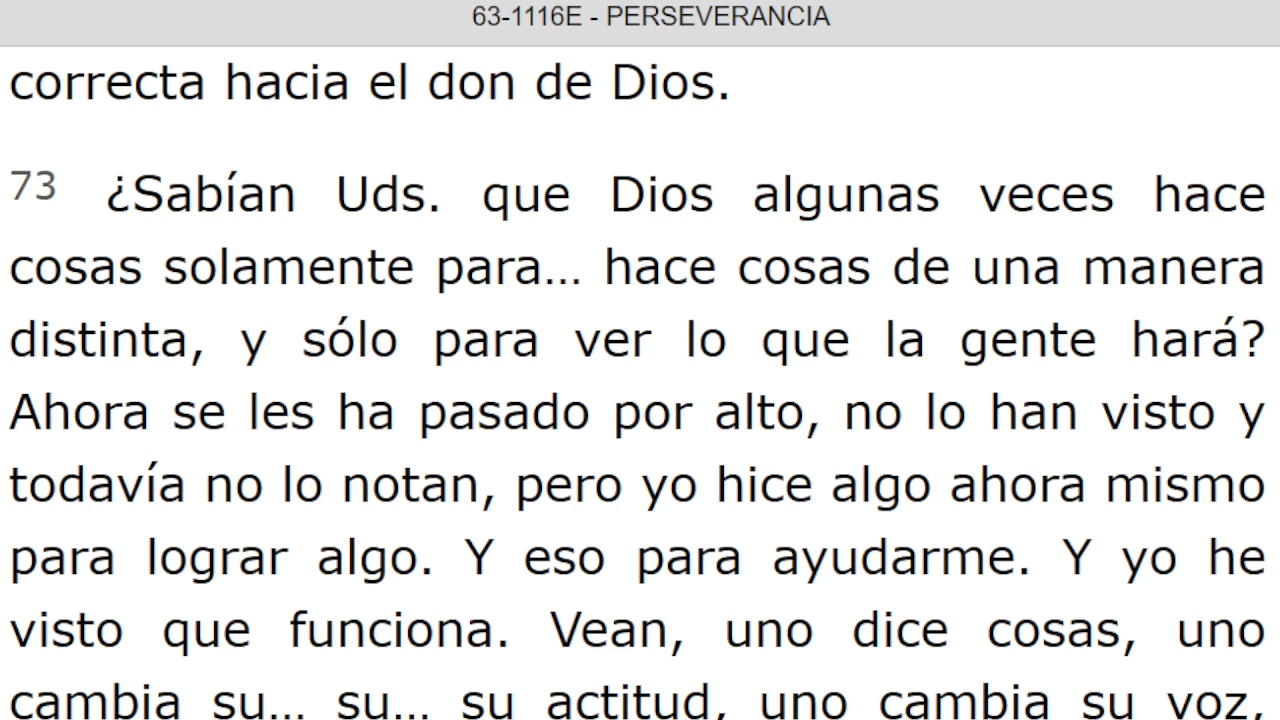 63-1116E - PERSEVERANCIA
correcta hacia el don de Dios.
73 ¿Sabían Uds. que Dios algunas veces hace
cosas solamente para... hace cosas de una manera
distinta, y sólo para ver lo que la gente hará?
Ahora se les ha pasado por alto, no lo han visto y
todavía no lo notan, pero yo hice algo ahora mismo
para lograr algo. Y eso para ayudarme. Y yo he
visto que funciona. Vean, uno dice cosas, uno
cambia su... su... su actitud, uno cambia su voz,